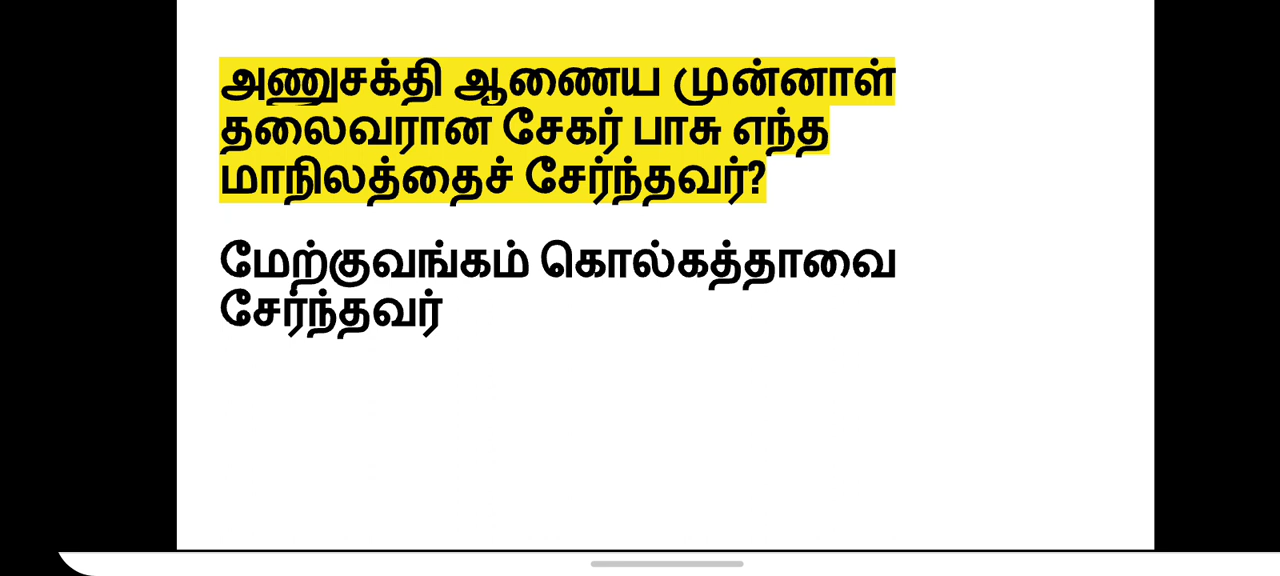 அணுசக்தி ஆணைய முன்னாள்
தலைவரான சேகர் பாசு எந்த
மாநிலத்தைச் சேர்ந்தவர்?
மேற்குவங்கம் கொல்கத்தாவை
சேர்ந்தவர்